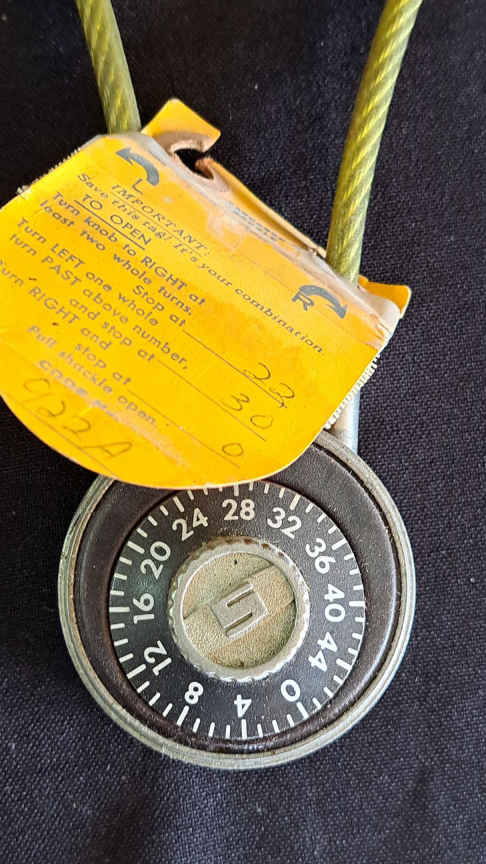 L
IMPORTANT:
Save this tag! It's your combination
TO OPEN
R
Turn knob to RIGHT at
least two whole turns.
Stop at 22
Turn LEFT one whole
turn PAST above number,
and stop at 30
Turn RIGHT and
stop at 0
Pull shackle open.
CODE
922A
28
32
36
40
44
0
4
8
12
16
20
24
S